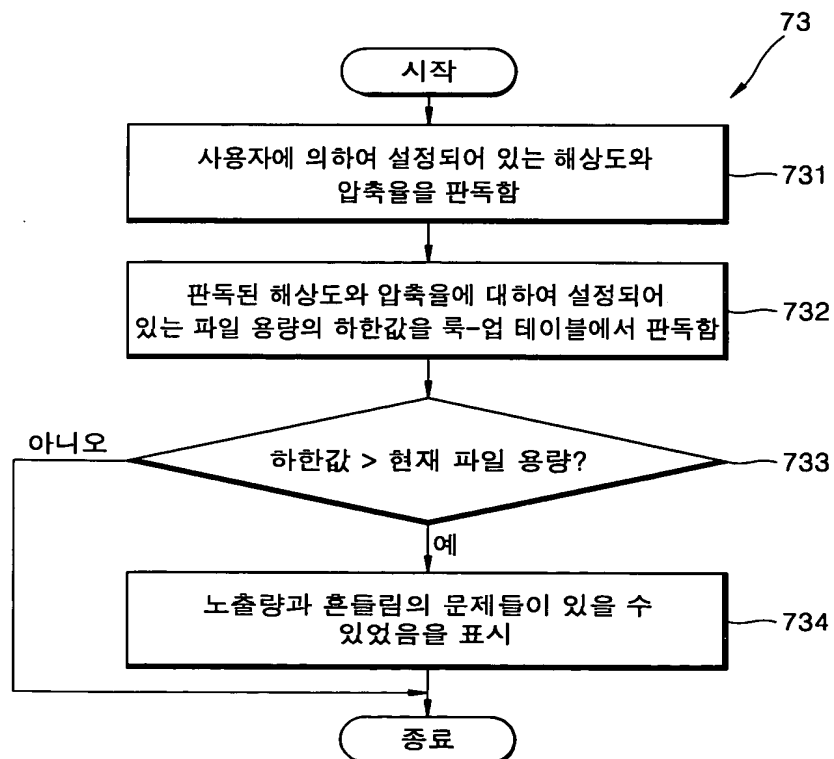 73
시작
사용자에 의하여 설정되어 있는 해상도와
압축율을 판독함
731
판독된 해상도와 압축율에 대하여 설정되어
있는 파일 용량의 하한값을 룩-업 테이블에서 판독함
732
아니오
하한값 > 현재 파일 용량?
733
예
노출량과 흔들림의 문제들이 있을 수
있었음을 표시
734
종료